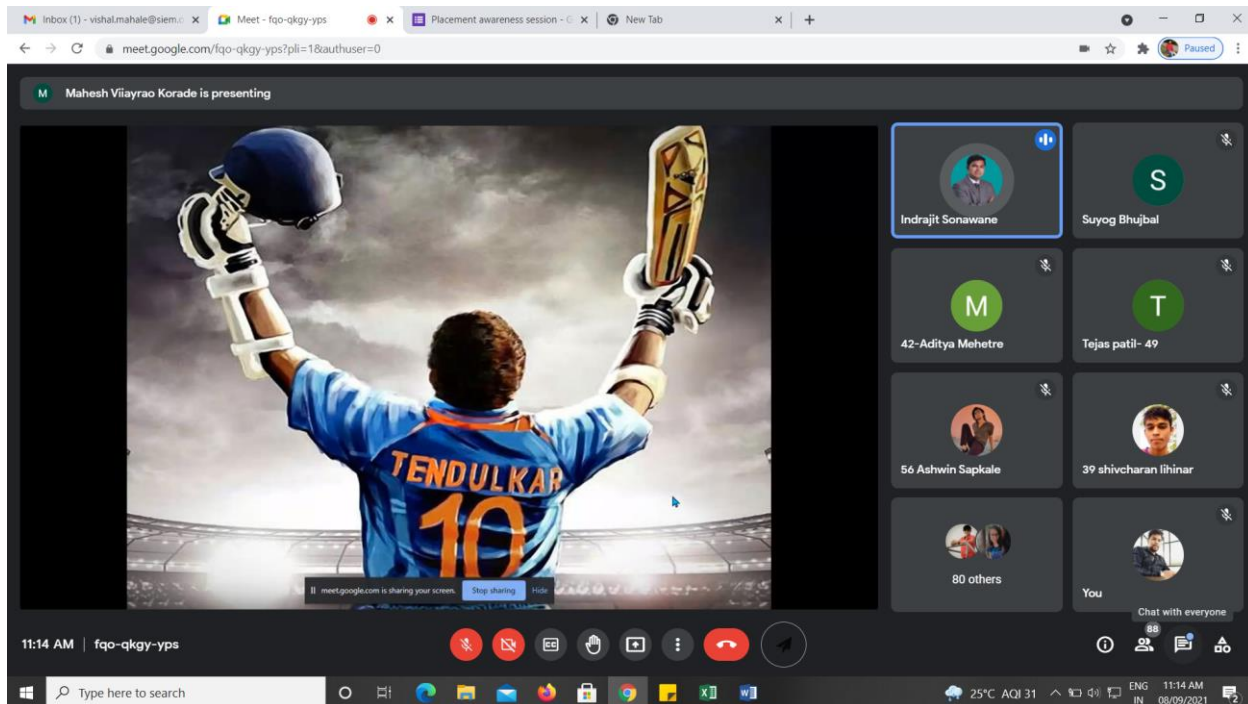 Inbox (1) - vishal.mahale@siem.c
Meet - fqo-qkgy-yps
Placement awareness session - G
New Tab
meet.google.com/fqo-qkgy-yps?pli=1&authuser=0
Paused
M Mahesh Viiayrao Korade is presenting
TENDULKAR
10
meet.google.com is sharing your screen. Stop sharing Hide
Indrajit Sonawane
S
Suyog Bhujbal
M
42-Aditya Mehetre
T
Tejas patil- 49
56 Ashwin Sapkale
39 shivcharan lihinar
80 others
You
Chat with everyone
11:14 AM | fqo-qkgy-yps
CC
88
Type here to search
25°C AQI 31
ENG
IN
11:14 AM
08/09/2021
2